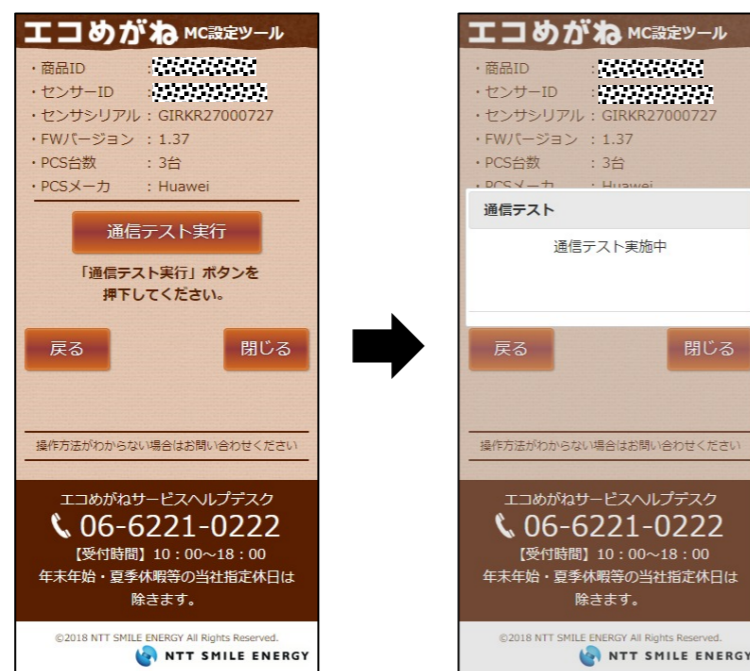 エコめがね MC設定ツール
・商品ID :
・センサーID :
・センサシリアル : GIRKR27000727
・FWバージョン : 1.37
・PCS台数 : 3台
・PCSメーカ : Huawei
通信テスト実行
「通信テスト実行」ボタンを
押下してください。
戻る 閉じる
操作方法がわからない場合はお問い合わせください
エコめがねサービスヘルプデスク
06-6221-0222
【受付時間】10：00～18：00
年末年始・夏季休暇等の当社指定休日は
除きます。
©2018 NTT SMILE ENERGY All Rights Reserved.
NTT SMILE ENERGY
エコめがね MC設定ツール
・商品ID :
・センサーID :
・センサシリアル : GIRKR27000727
・FWバージョン : 1.37
・PCS台数 : 3台
・PCSメーカ : Huawei
通信テスト
通信テスト実施中
戻る 閉じる
操作方法がわからない場合はお問い合わせください
エコめがねサービスヘルプデスク
06-6221-0222
【受付時間】10：00～18：00
年末年始・夏季休暇等の当社指定休日は
除きます。
©2018 NTT SMILE ENERGY All Rights Reserved.
NTT SMILE ENERGY